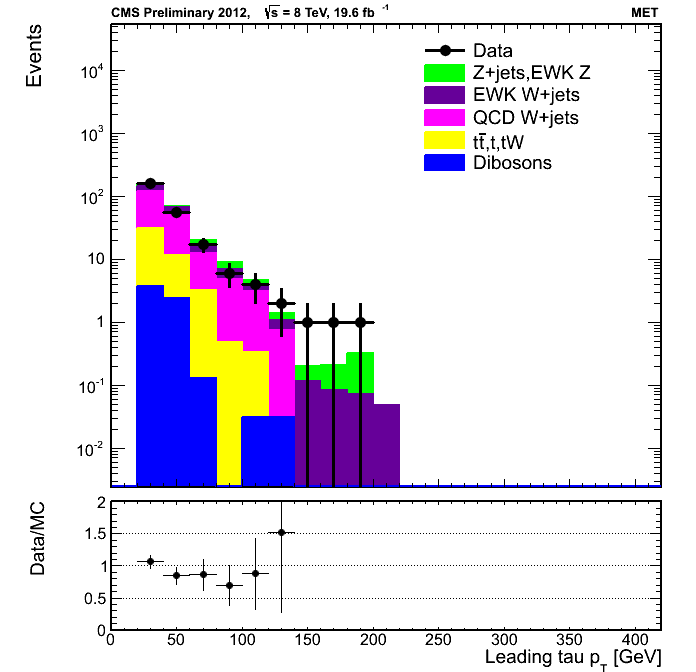 CMS Preliminary 2012, √s = 8 TeV, 19.6 fb⁻¹ MET
Events
Data
Z+jets,EWK Z
EWK W+jets
QCD W+jets
tt̄,t,tW
Dibosons
10⁴
10³
10²
10
1
10⁻¹
10⁻²
Data/MC
2
1.5
1
0.5
0
0 50 100 150 200 250 300 350 400
Leading tau p_T [GeV]